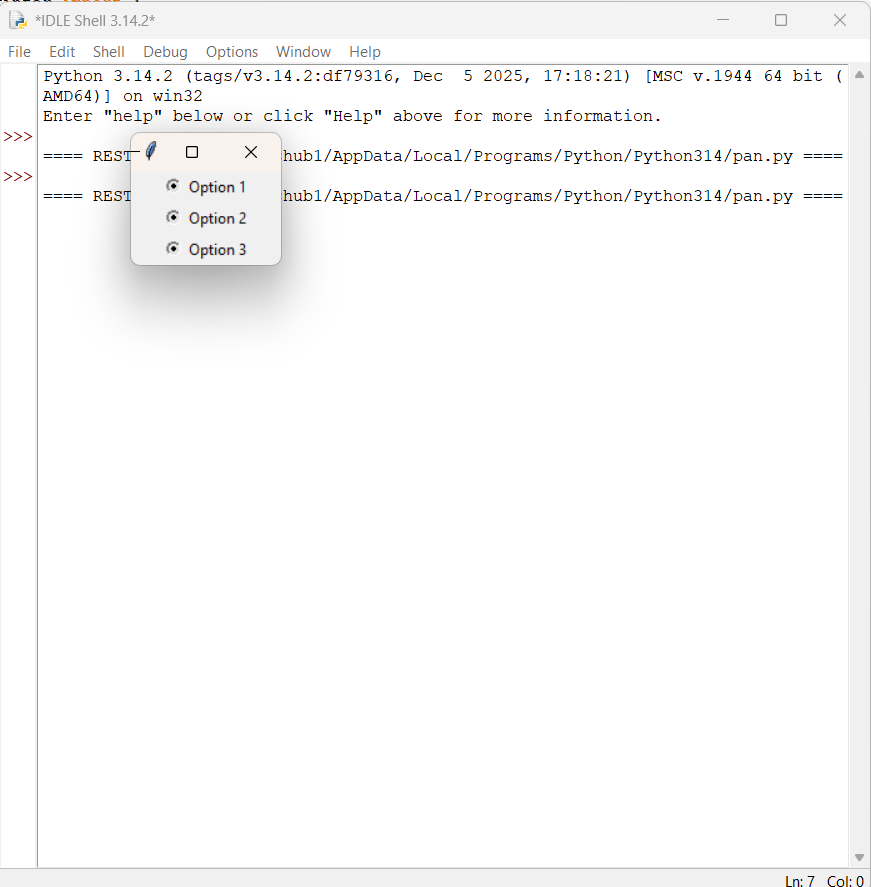 *IDLE Shell 3.14.2*
File Edit Shell Debug Options Window Help
Python 3.14.2 (tags/v3.14.2:df79316, Dec  5 2025, 17:18:21) [MSC v.1944 64 bit (
AMD64)] on win32
Enter "help" below or click "Help" above for more information.
>>>
==== REST hub1/AppData/Local/Programs/Python/Python314/pan.py ====
>>>
==== REST hub1/AppData/Local/Programs/Python/Python314/pan.py ====
Option 1
Option 2
Option 3
Ln: 7 Col: 0